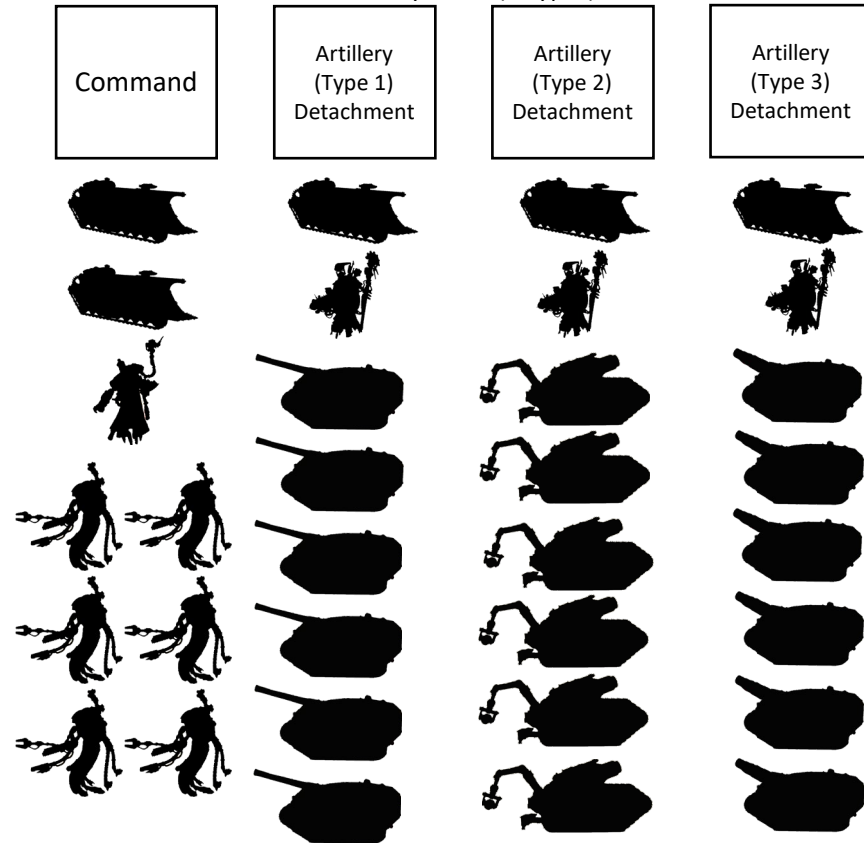 Command
Artillery
(Type 1)
Detachment
Artillery
(Type 2)
Detachment
Artillery
(Type 3)
Detachment